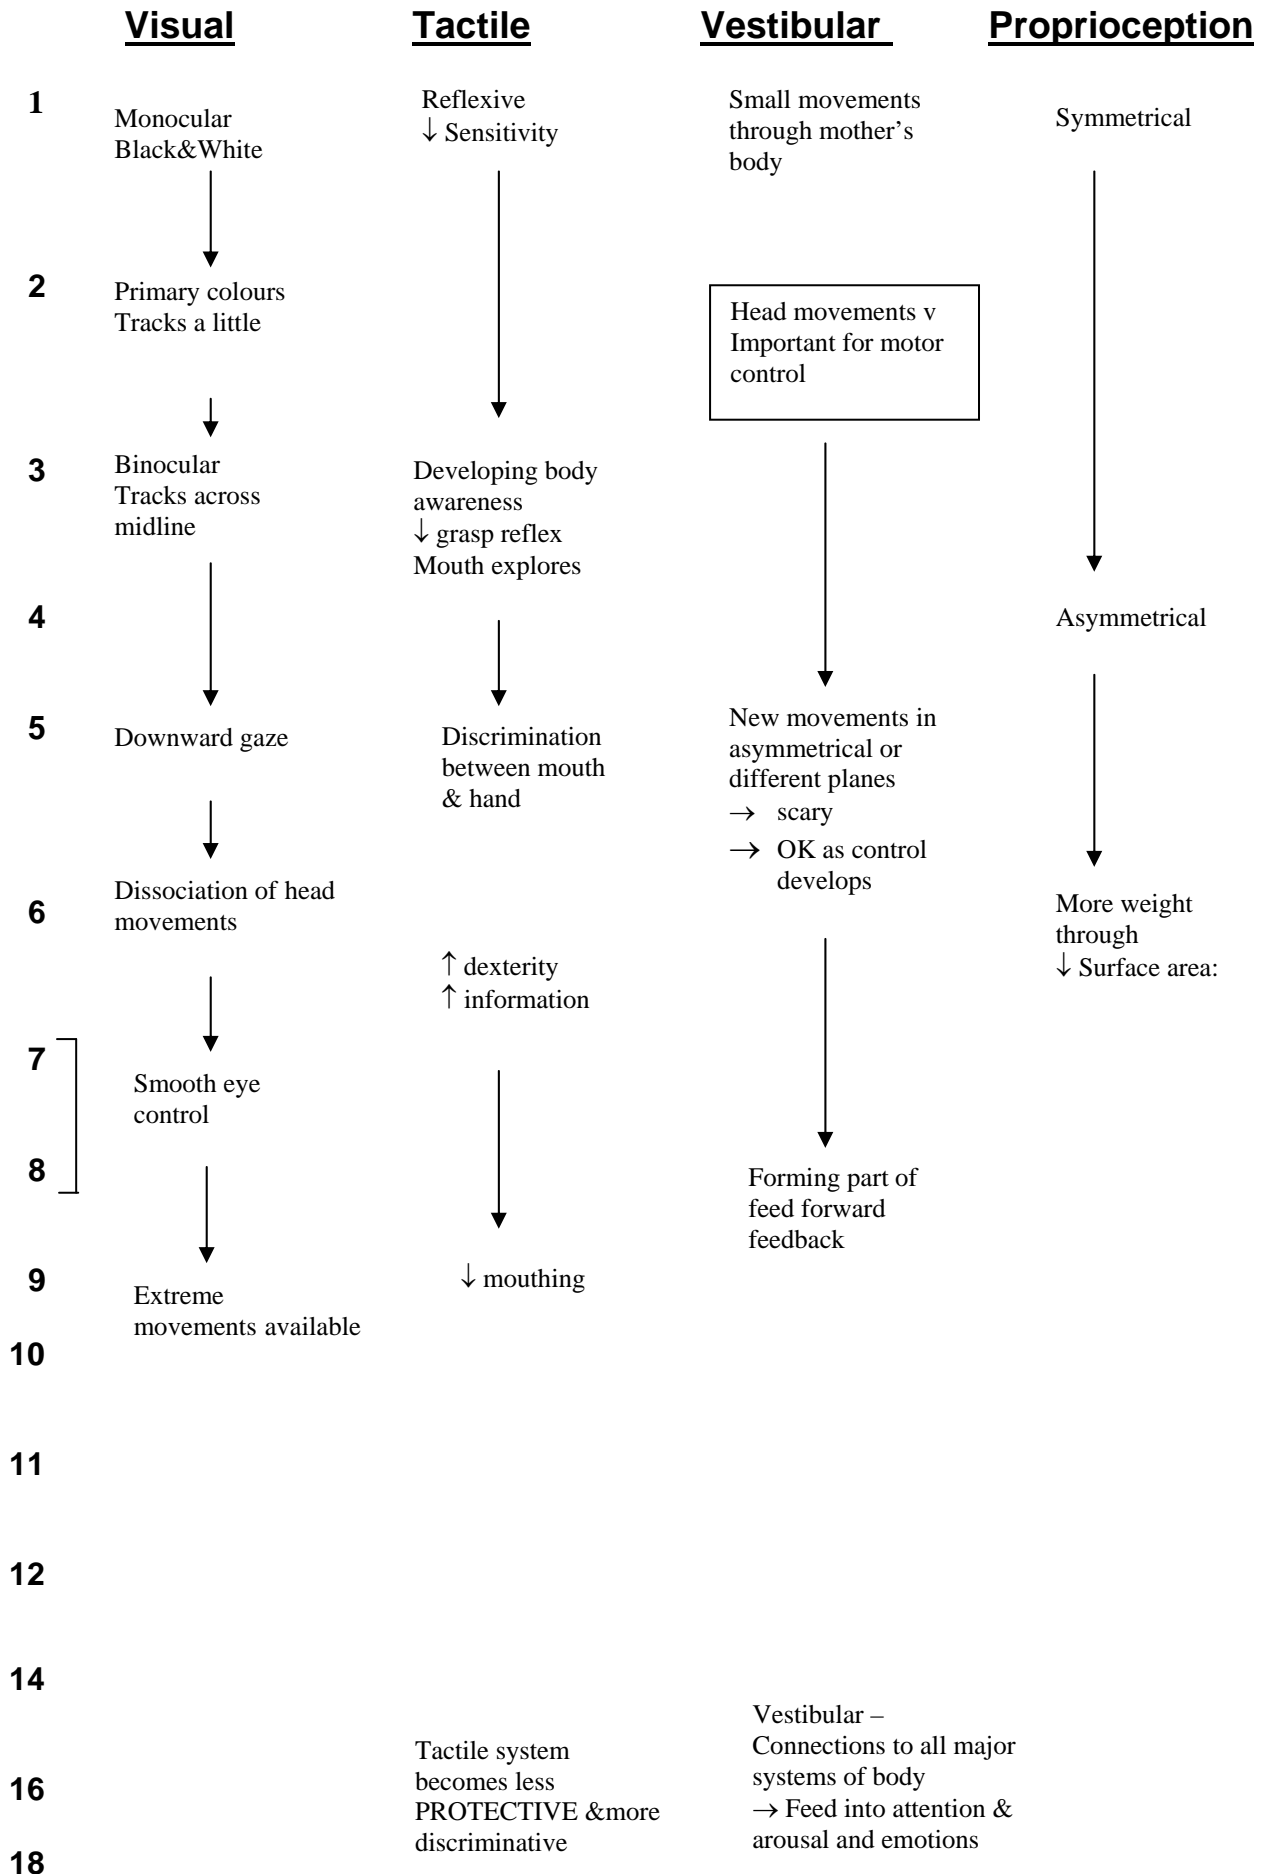 Visual Tactile Vestibular Proprioception
1
Monocular
Black&White
Reflexive
↓ Sensitivity
Small movements
through mother's
body
Symmetrical
2
Primary colours
Tracks a little
Head movements v
Important for motor
control
3
Binocular
Tracks across
midline
Developing body
awareness
↓ grasp reflex
Mouth explores
4
Asymmetrical
5
Downward gaze
Discrimination
between mouth
& hand
New movements in
asymmetrical or
different planes
→ scary
→ OK as control
develops
6
Dissociation of head
movements
↑ dexterity
↑ information
More weight
through
↓ Surface area:
7
Smooth eye
control
8
Forming part of
feed forward
feedback
9
Extreme
movements available
↓ mouthing
10
11
12
14
16
Tactile system
becomes less
PROTECTIVE &more
discriminative
Vestibular –
Connections to all major
systems of body
→ Feed into attention &
arousal and emotions
18